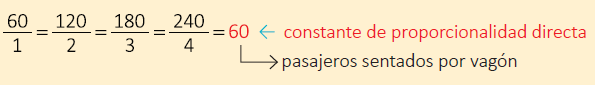 60/1 = 120/2 = 180/3 = 240/4 = 60 ← constante de proporcionalidad directa
pasajeros sentados por vagón